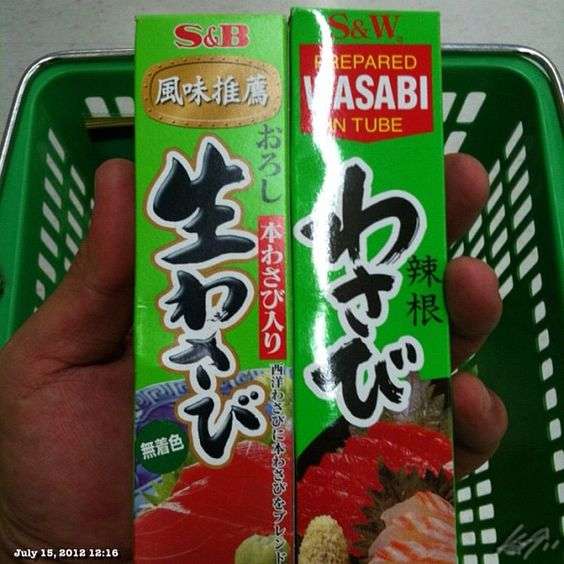 S&B
風味推薦
おろし
生わさび
本わさび入り
西洋わさびに本わさびをブレンド
無着色
S&W
PREPARED
WASABI
IN TUBE
わさび
辣根
July 15, 2012 12:16